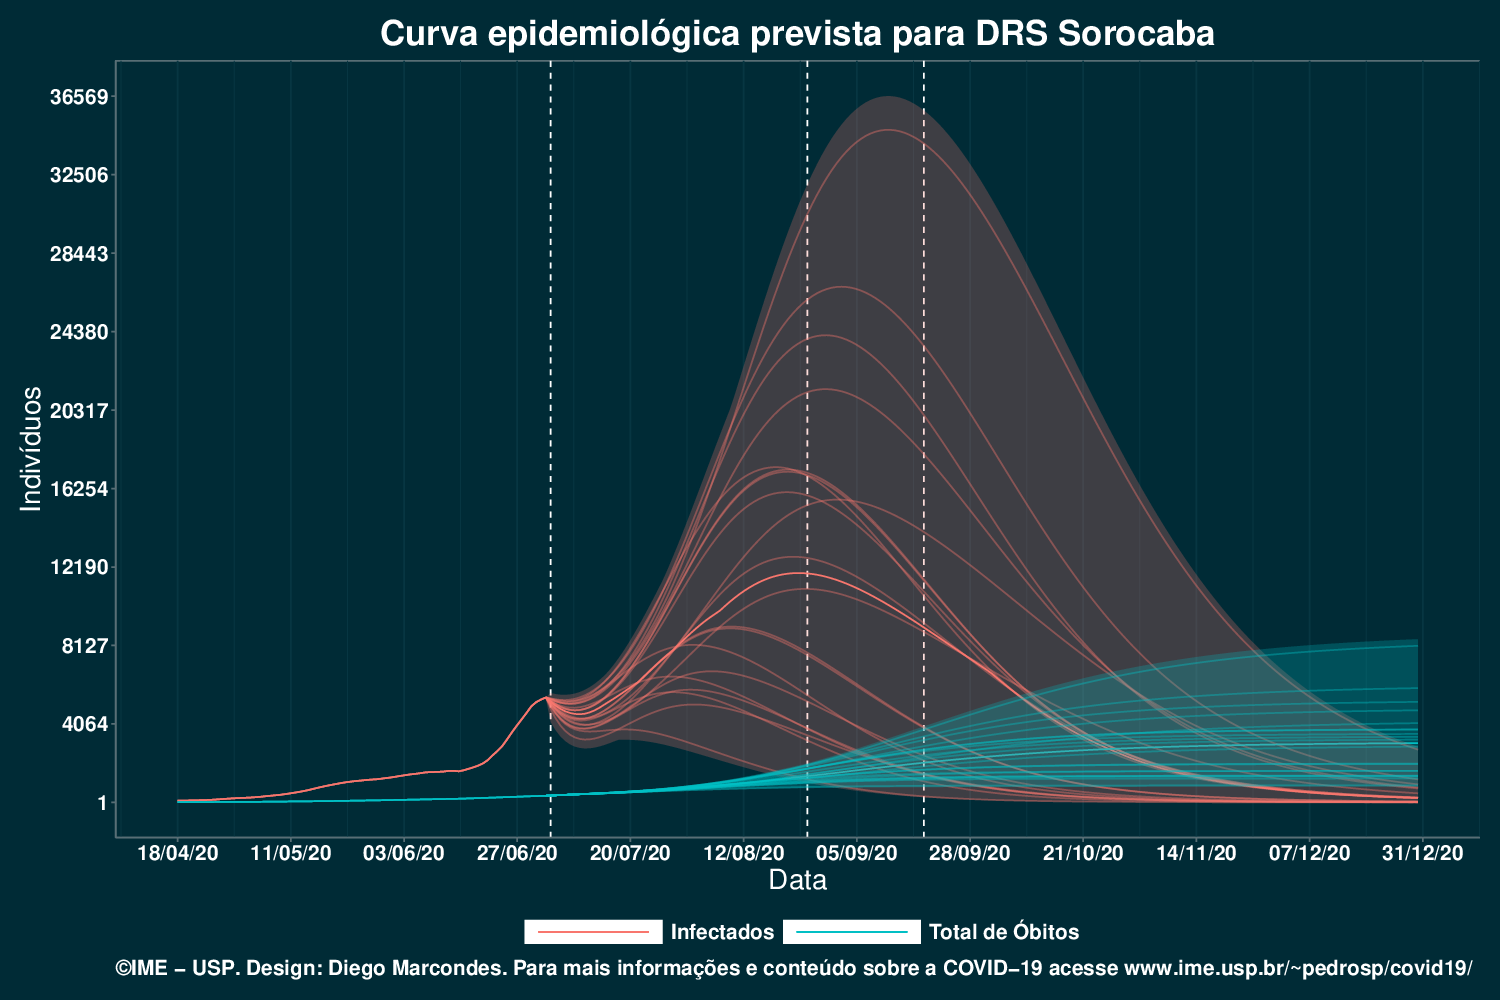 Curva epidemiológica prevista para DRS Sorocaba
Indivíduos
36569
32506
28443
24380
20317
16254
12190
8127
4064
1
18/04/20 11/05/20 03/06/20 27/06/20 20/07/20 12/08/20 05/09/20 28/09/20 21/10/20 14/11/20 07/12/20 31/12/20
Data
Infectados Total de Óbitos
©IME − USP. Design: Diego Marcondes. Para mais informações e conteúdo sobre a COVID−19 acesse www.ime.usp.br/~pedrosp/covid19/